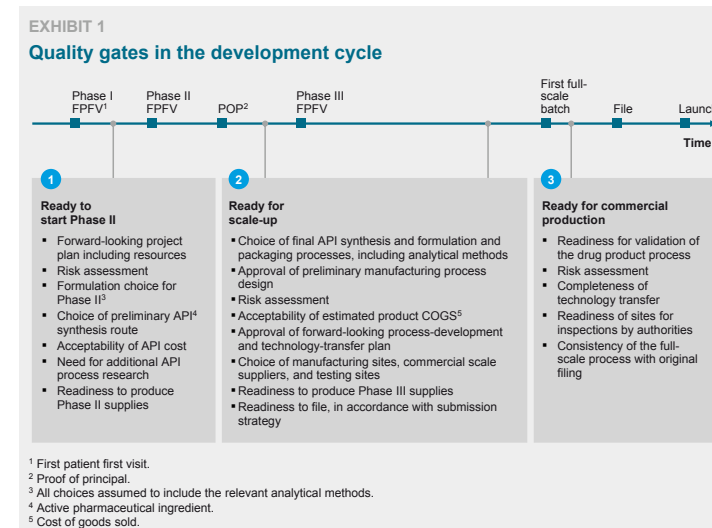 EXHIBIT 1
Quality gates in the development cycle
Phase I
FPFV¹
Phase II
FPFV
POP²
Phase III
FPFV
First full-
scale
batch
File
Launc
Time
1
Ready to
start Phase II
▪ Forward-looking project
plan including resources
▪ Risk assessment
▪ Formulation choice for
Phase II³
▪ Choice of preliminary API⁴
synthesis route
▪ Acceptability of API cost
▪ Need for additional API
process research
▪ Readiness to produce
Phase II supplies
2
Ready for
scale-up
▪ Choice of final API synthesis and formulation and
packaging processes, including analytical methods
▪ Approval of preliminary manufacturing process
design
▪ Risk assessment
▪ Acceptability of estimated product COGS⁵
▪ Approval of forward-looking process-development
and technology-transfer plan
▪ Choice of manufacturing sites, commercial scale
suppliers, and testing sites
▪ Readiness to produce Phase III supplies
▪ Readiness to file, in accordance with submission
strategy
3
Ready for commercial
production
▪ Readiness for validation of
the drug product process
▪ Risk assessment
▪ Completeness of
technology transfer
▪ Readiness of sites for
inspections by authorities
▪ Consistency of the full-
scale process with original
filing
¹ First patient first visit.
² Proof of principal.
³ All choices assumed to include the relevant analytical methods.
⁴ Active pharmaceutical ingredient.
⁵ Cost of goods sold.